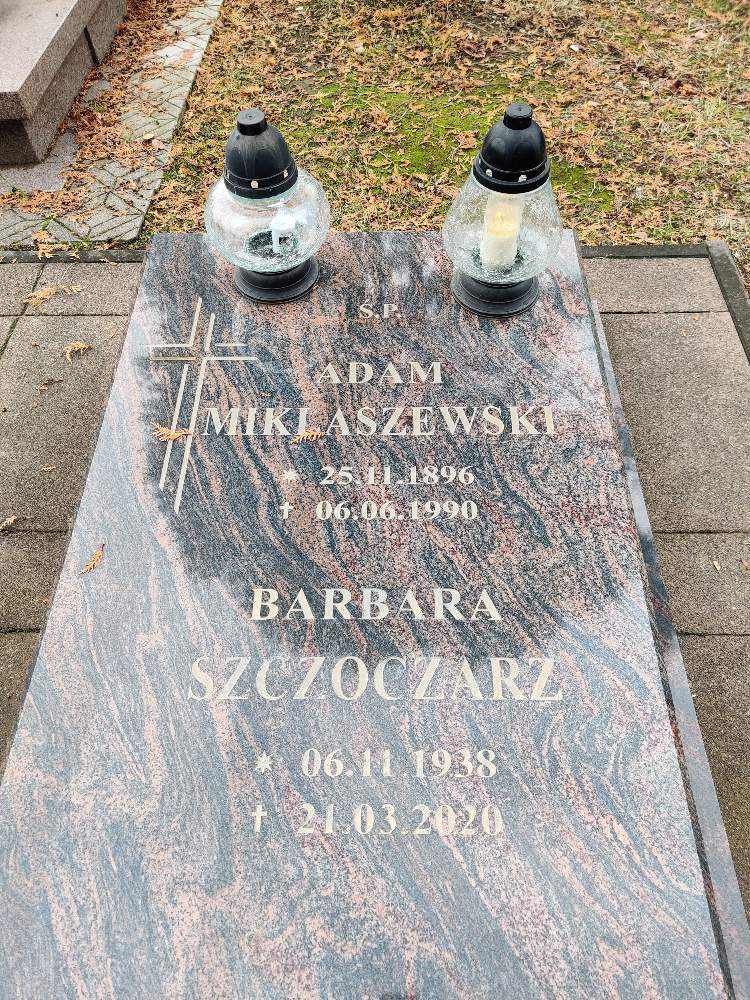 Ś.P.
ADAM
MIKLASZEWSKI
* 25.11.1896
† 06.06.1990
BARBARA
SZCZOCZARZ
* 06.11.1938
† 21.03.2020